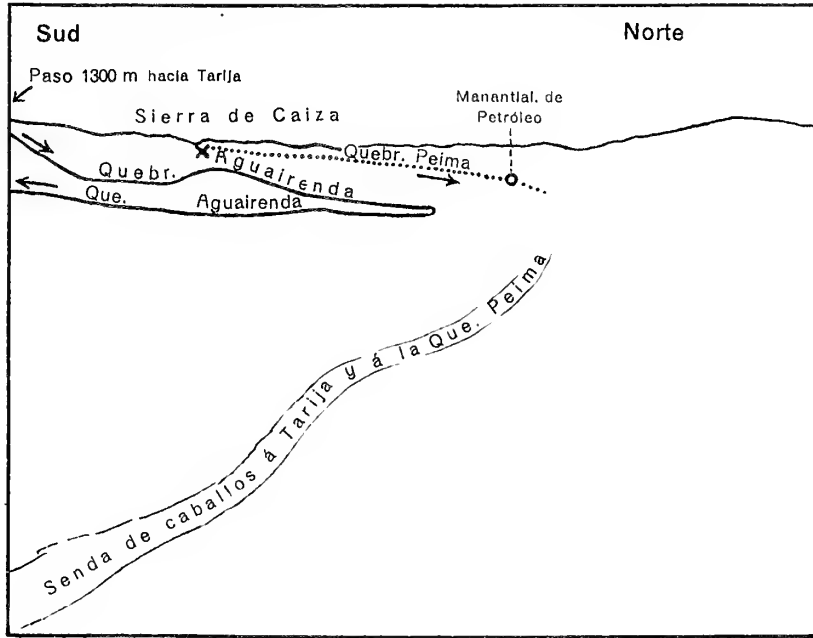 Sud
Norte
Paso 1300 m hacia Tarija
Manantial. de
Petróleo
Sierra de Caiza
Quebr. Peima
Quebr. Aguairenda
Que. Aguairenda
Senda de caballos á Tarija y á la Que. Peima